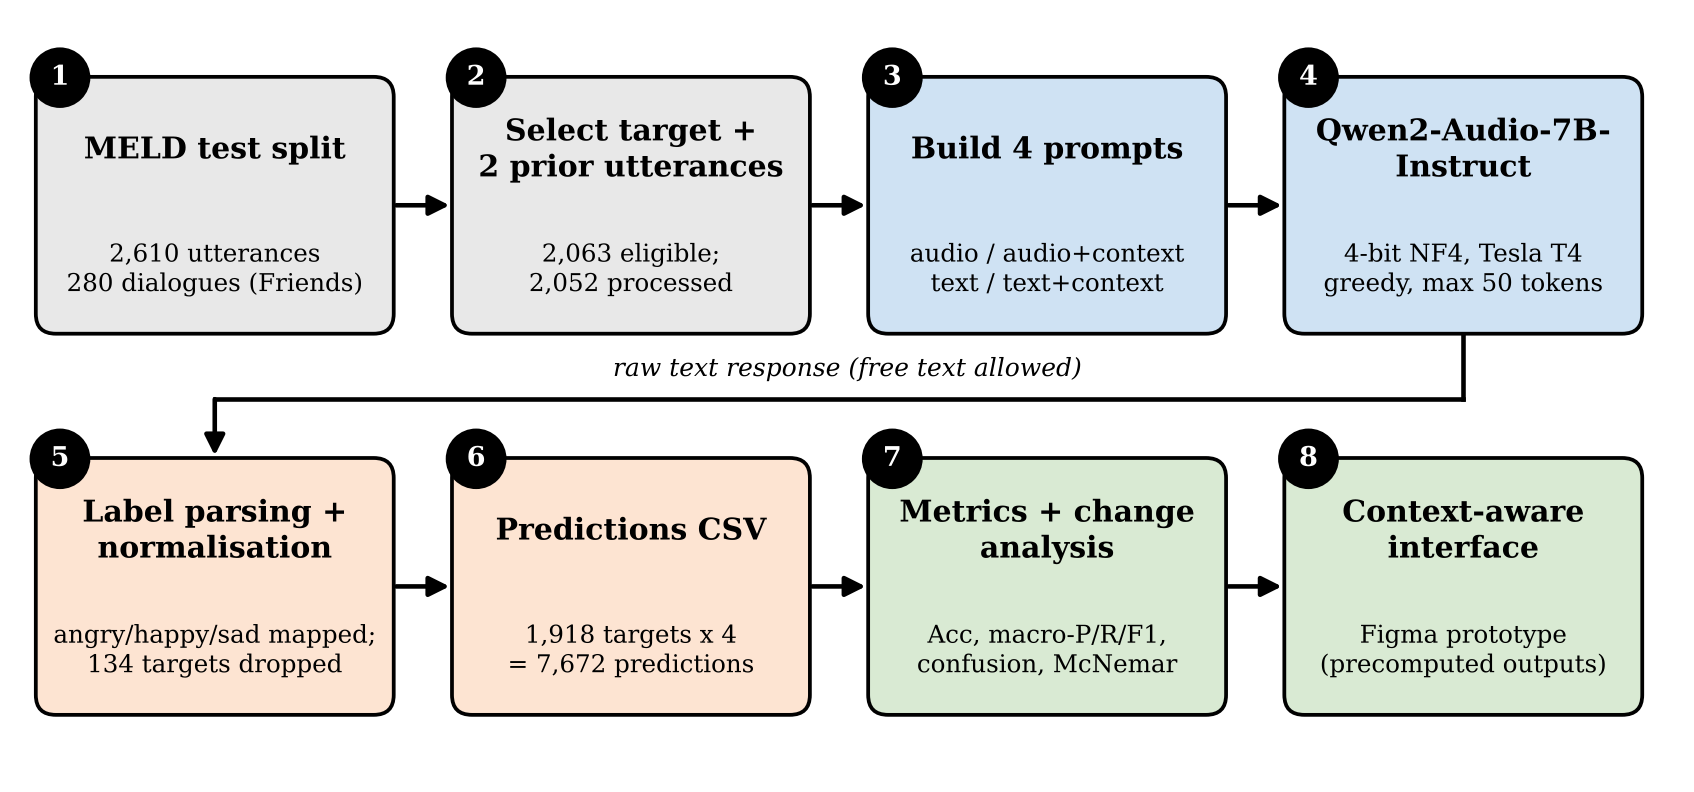 1
MELD test split
2,610 utterances
280 dialogues (Friends)
2
Select target +
2 prior utterances
2,063 eligible;
2,052 processed
3
Build 4 prompts
audio / audio+context
text / text+context
4
Qwen2-Audio-7B-
Instruct
4-bit NF4, Tesla T4
greedy, max 50 tokens
raw text response (free text allowed)
5
Label parsing +
normalisation
angry/happy/sad mapped;
134 targets dropped
6
Predictions CSV
1,918 targets x 4
= 7,672 predictions
7
Metrics + change
analysis
Acc, macro-P/R/F1,
confusion, McNemar
8
Context-aware
interface
Figma prototype
(precomputed outputs)